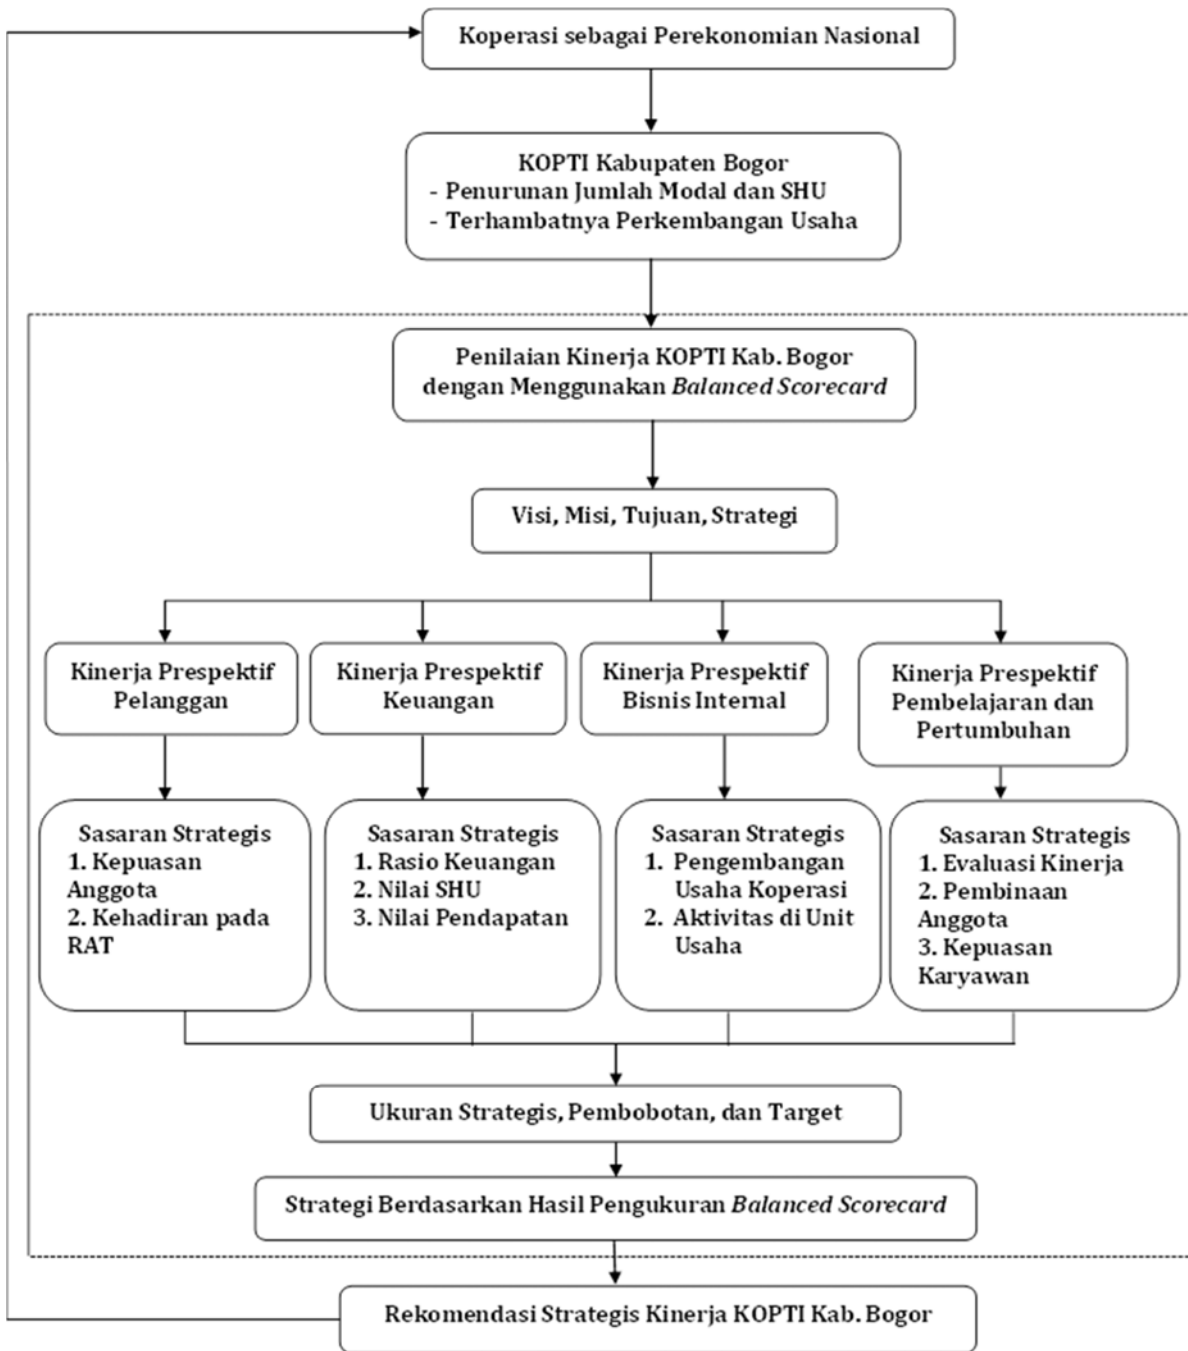 Koperasi sebagai Perekonomian Nasional
KOPTI Kabupaten Bogor
- Penurunan Jumlah Modal dan SHU
- Terhambatnya Perkembangan Usaha
Penilaian Kinerja KOPTI Kab. Bogor
dengan Menggunakan Balanced Scorecard
Visi, Misi, Tujuan, Strategi
Kinerja Prespektif
Pelanggan
Kinerja Prespektif
Keuangan
Kinerja Prespektif
Bisnis Internal
Kinerja Prespektif
Pembelajaran dan
Pertumbuhan
Sasaran Strategis
1. Kepuasan
Anggota
2. Kehadiran pada
RAT
Sasaran Strategis
1. Rasio Keuangan
2. Nilai SHU
3. Nilai Pendapatan
Sasaran Strategis
1. Pengembangan
Usaha Koperasi
2. Aktivitas di Unit
Usaha
Sasaran Strategis
1. Evaluasi Kinerja
2. Pembinaan
Anggota
3. Kepuasan
Karyawan
Ukuran Strategis, Pembobotan, dan Target
Strategi Berdasarkan Hasil Pengukuran Balanced Scorecard
Rekomendasi Strategis Kinerja KOPTI Kab. Bogor